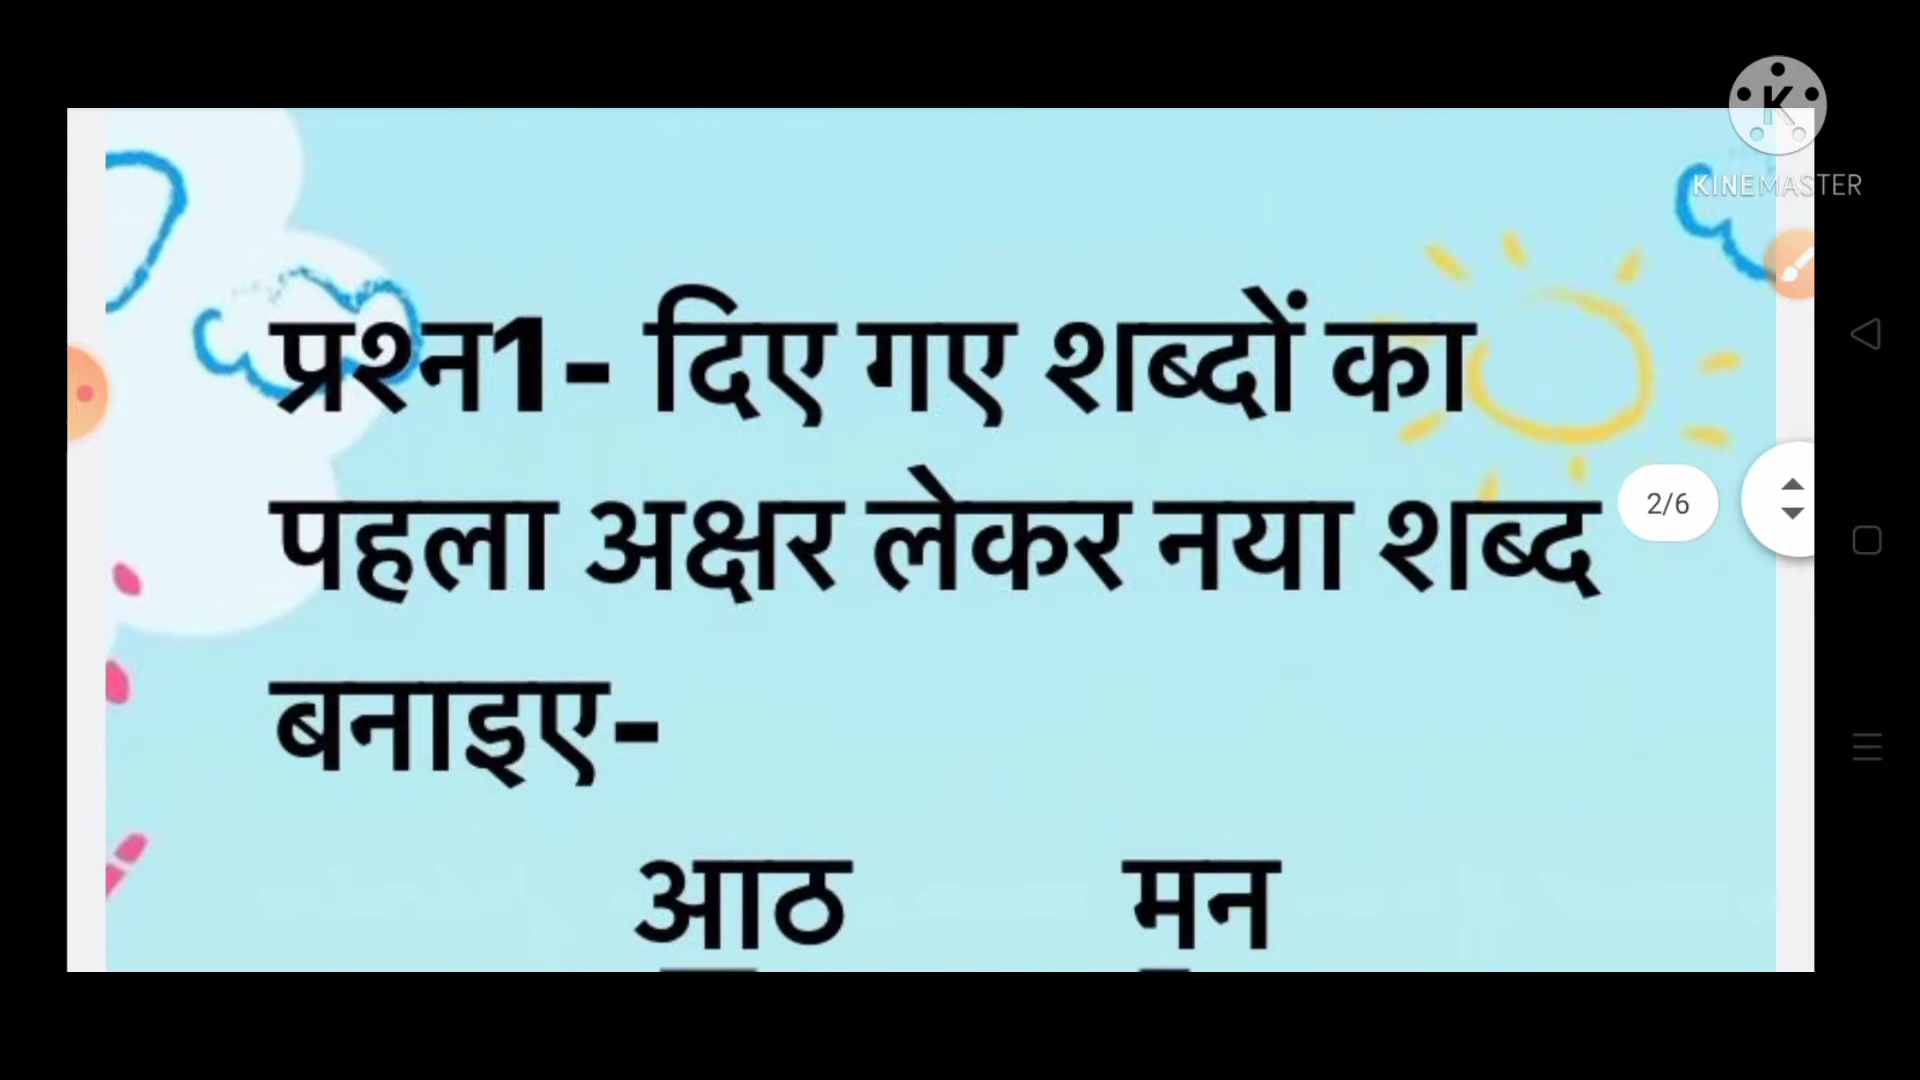 KINEMASTER
प्रश्न1- दिए गए शब्दों का
पहला अक्षर लेकर नया शब्द
2/6
बनाइए-
आठ मन